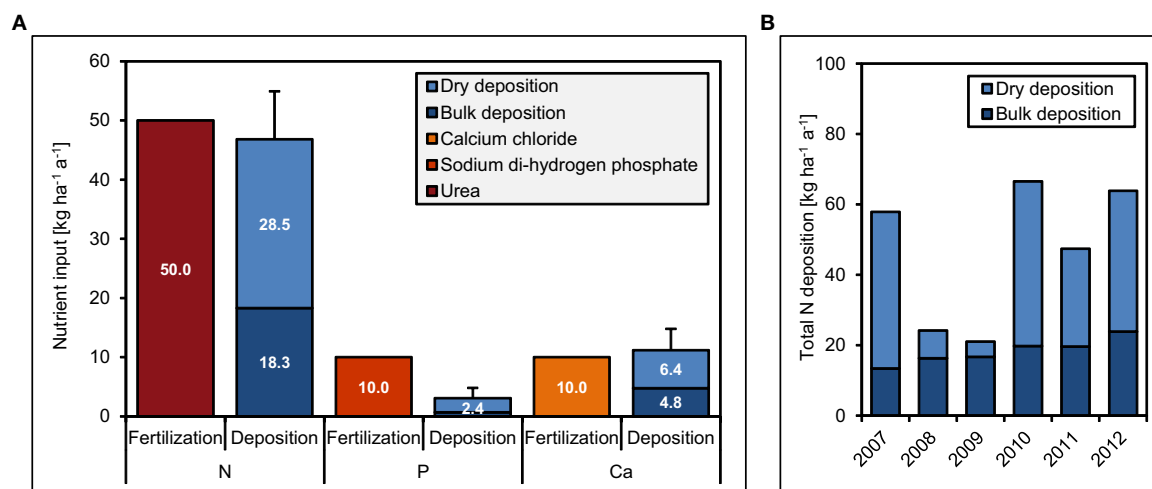 A
Nutrient input [kg ha⁻¹ a⁻¹]
60
50
40
30
20
10
0
Dry deposition
Bulk deposition
Calcium chloride
Sodium di-hydrogen phosphate
Urea
50.0
28.5
18.3
10.0
2.4
10.0
6.4
4.8
Fertilization Deposition Fertilization Deposition Fertilization Deposition
N P Ca
B
Total N deposition [kg ha⁻¹ a⁻¹]
100
80
60
40
20
0
Dry deposition
Bulk deposition
2007 2008 2009 2010 2011 2012